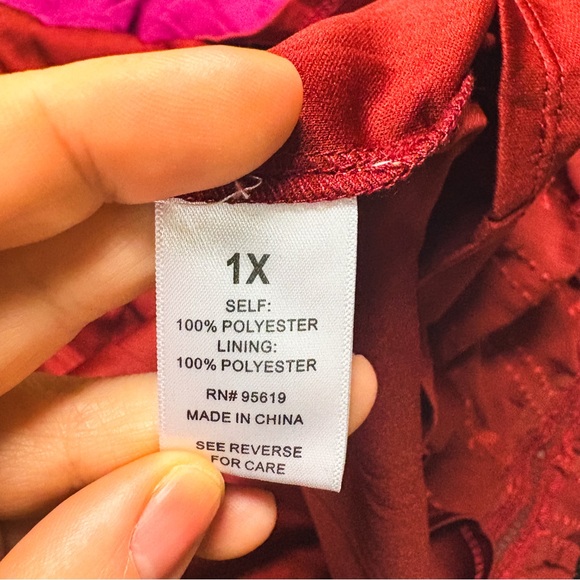 1X
SELF:
100% POLYESTER
LINING:
100% POLYESTER
RN# 95619
MADE IN CHINA
SEE REVERSE
FOR CARE